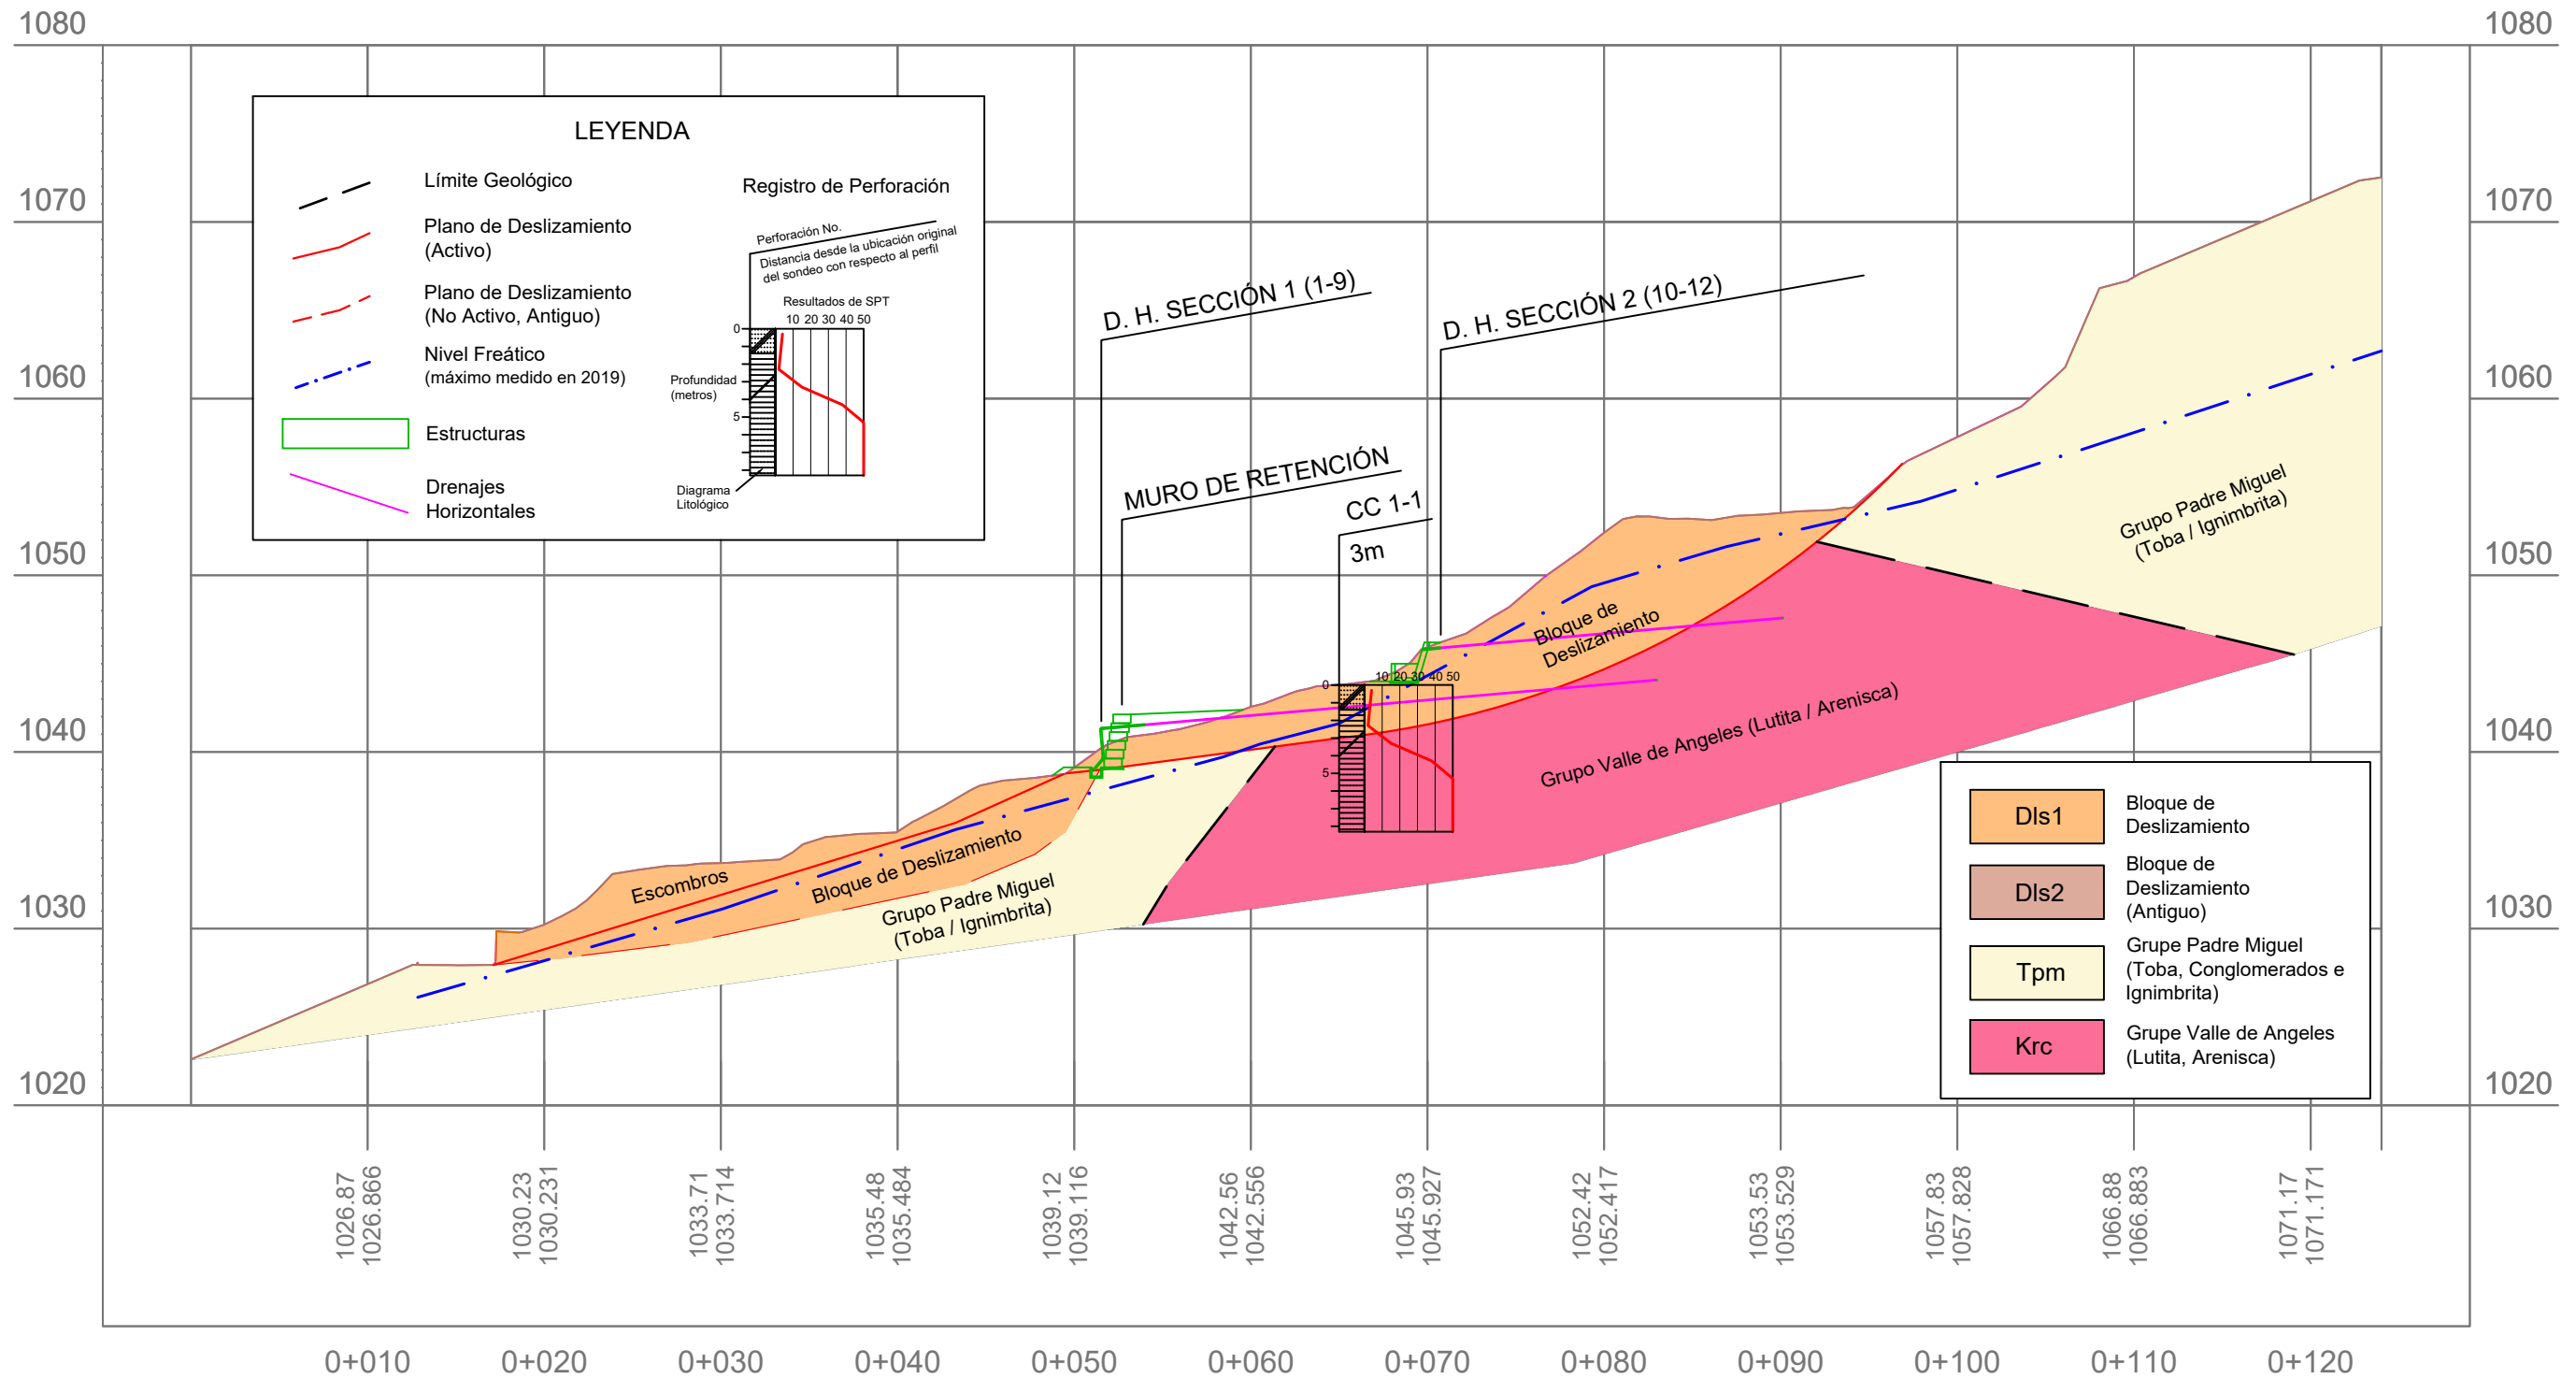 1080
1080
1070
1070
1060
1060
1050
1050
1040
1040
1030
1030
1020
1020
LEYENDA
Límite Geológico
Plano de Deslizamiento
(Activo)
Plano de Deslizamiento
(No Activo, Antiguo)
Nivel Freático
(máximo medido en 2019)
Estructuras
Drenajes
Horizontales
Registro de Perforación
Perforación No.
Distancia desde la ubicación original
del sondeo con respecto al perfil
Resultados de SPT
10 20 30 40 50
0
Profundidad
(metros)
5
Diagrama
Litológico
D. H. SECCIÓN 1 (1-9)
D. H. SECCIÓN 2 (10-12)
MURO DE RETENCIÓN
CC 1-1
3m
0
10 20 30 40 50
5
Bloque de
Deslizamiento
Grupo Padre Miguel
(Toba / Ignimbrita)
Grupo Valle de Angeles (Lutita / Arenisca)
Escombros
Bloque de Deslizamiento
Grupo Padre Miguel
(Toba / Ignimbrita)
Dls1
Bloque de
Deslizamiento
Dls2
Bloque de
Deslizamiento
(Antiguo)
Tpm
Grupe Padre Miguel
(Toba, Conglomerados e
Ignimbrita)
Krc
Grupe Valle de Angeles
(Lutita, Arenisca)
1026.87
1026.866
1030.23
1030.231
1033.71
1033.714
1035.48
1035.484
1039.12
1039.116
1042.56
1042.556
1045.93
1045.927
1052.42
1052.417
1053.53
1053.529
1057.83
1057.828
1066.88
1066.883
1071.17
1071.171
0+010
0+020
0+030
0+040
0+050
0+060
0+070
0+080
0+090
0+100
0+110
0+120